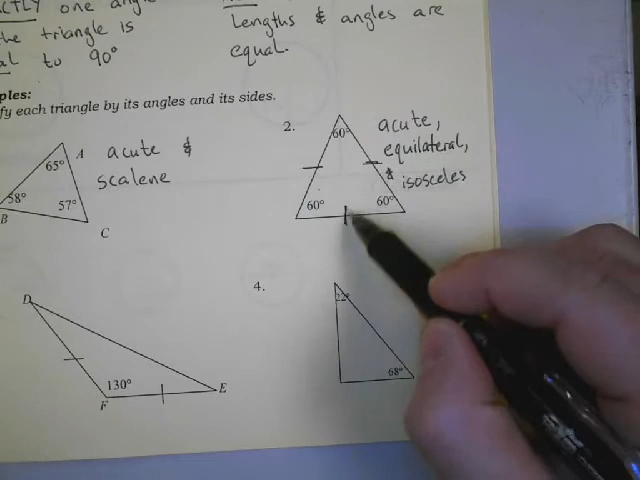 one angle
the triangle is
to 90°
Lengths & angles are
equal.
ples:
fy each triangle by its angles and its sides.
A
65°
58°
57°
B
C
acute &
scalene
2.
60°
60°
60°
acute,
equilateral,
& isosceles
D
130°
F
E
4.
22°
68°